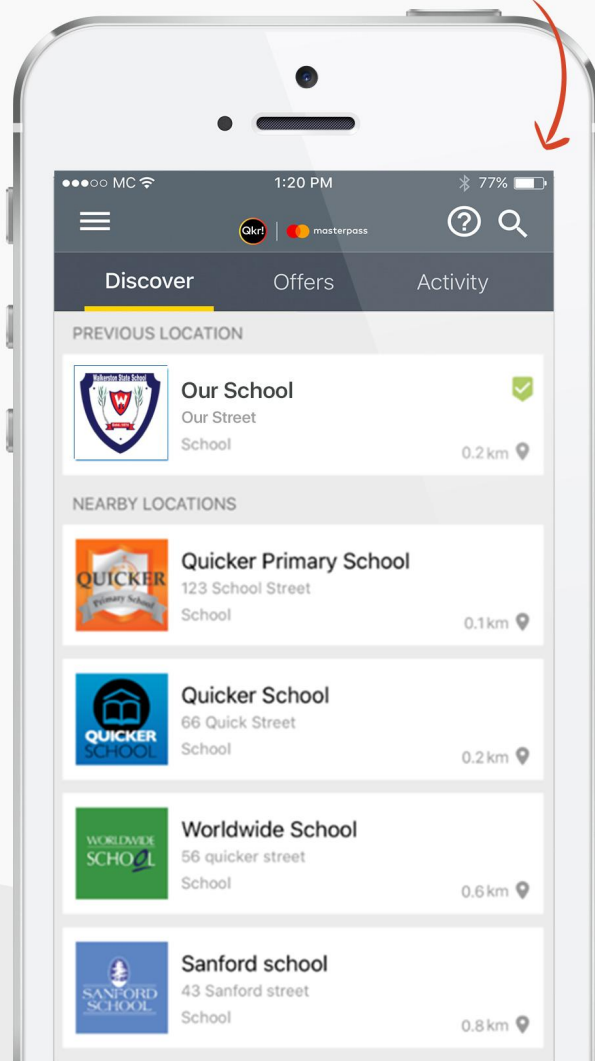 MC 1:20 PM 77%
Qkr! masterpass
Discover Offers Activity
PREVIOUS LOCATION
Walkerston State School
W
Our School
Our Street
School
0.2 km
NEARBY LOCATIONS
QUICKER
Primary School
Quicker Primary School
123 School Street
School
0.1 km
QUICKER
SCHOOL
Quicker School
66 Quick Street
School
0.2 km
WORLDWIDE
SCHOOL
Worldwide School
56 quicker street
School
0.6 km
SANFORD
SCHOOL
Sanford school
43 Sanford street
School
0.8 km